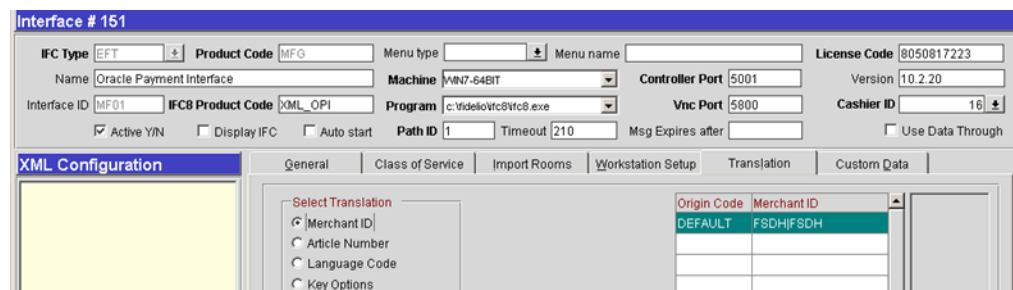 Interface # 151
IFC Type EFT Product Code MFG Menu type Menu name License Code 8050817223
Name Oracle Payment Interface Machine WIN7-64BIT Controller Port 5001 Version 10.2.20
Interface ID MF01 IFC8 Product Code XML_OPI Program c:\fidelio\ifc8\ifc8.exe Vnc Port 5800 Cashier ID 16
Active Y/N Display IFC Auto start Path ID 1 Timeout 210 Msg Expires after Use Data Through
XML Configuration General Class of Service Import Rooms Workstation Setup Translation Custom Data
Select Translation Origin Code Merchant ID
Merchant ID DEFAULT FSDH|FSDH
Article Number
Language Code
Key Options